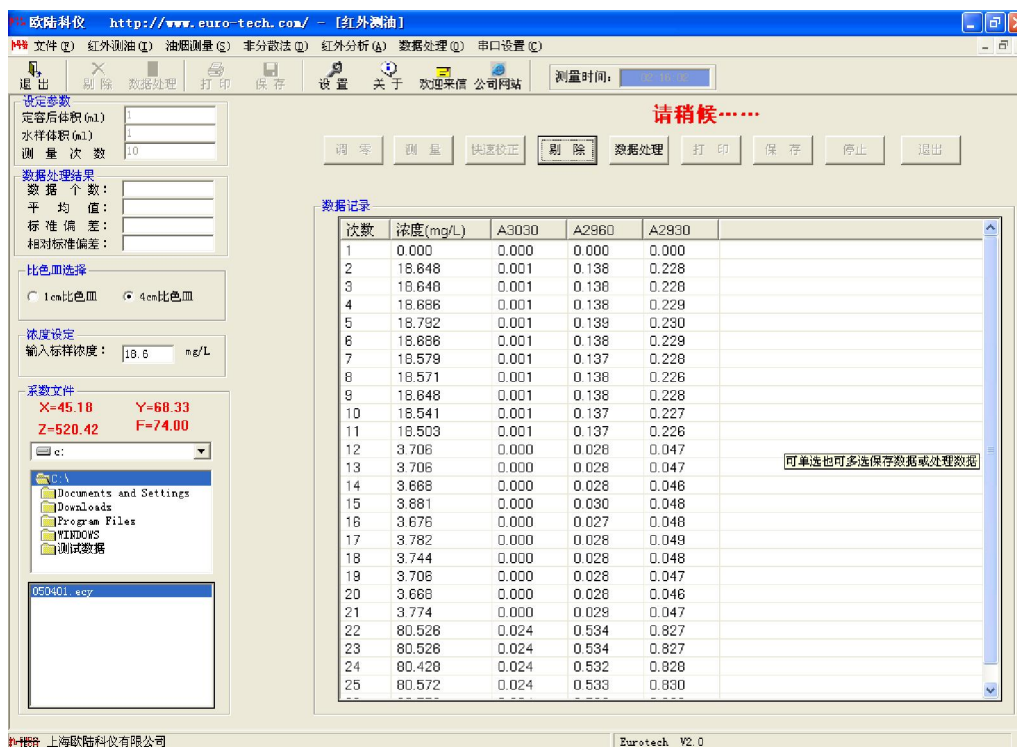 欧陆科仪 http://www.euro-tech.com/ - [红外测油]
文件(F) 红外测油(I) 油烟测量(S) 非分散法(D) 红外分析(A) 数据处理(O) 串口设置(C)
退出 剔除 数据处理 打印 保存 设置 关于 欢迎来信 公司网站 测量时间: 02:16:02
请稍候……
设定参数
定容后体积(ml) 1
水样体积(ml) 1
测量次数 10
调零 测量 快速校正 剔除 数据处理 打印 保存 停止 退出
数据处理结果
数据个数:
平均值:
标准偏差:
相对标准偏差:
比色皿选择
1cm比色皿 4cm比色皿
浓度设定
输入标样浓度: 18.6 mg/L
系数文件
X=45.18 Y=68.33
Z=520.42 F=74.00
c:
C:\
Documents and Settings
Downloads
Program Files
WINDOWS
测试数据
050401.ecy
数据记录
次数 浓度(mg/L) A3030 A2960 A2930
1 0.000 0.000 0.000 0.000
2 18.648 0.001 0.138 0.228
3 18.648 0.001 0.138 0.228
4 18.686 0.001 0.138 0.229
5 18.792 0.001 0.139 0.230
6 18.686 0.001 0.138 0.229
7 18.579 0.001 0.137 0.228
8 18.571 0.001 0.138 0.226
9 18.648 0.001 0.138 0.228
10 18.541 0.001 0.137 0.227
11 18.503 0.001 0.137 0.226
12 3.706 0.000 0.028 0.047
13 3.706 0.000 0.028 0.047
14 3.668 0.000 0.028 0.046
15 3.881 0.000 0.030 0.048
16 3.676 0.000 0.027 0.048
17 3.782 0.000 0.028 0.049
18 3.744 0.000 0.028 0.048
19 3.706 0.000 0.028 0.047
20 3.668 0.000 0.028 0.046
21 3.774 0.000 0.029 0.047
22 80.526 0.024 0.534 0.827
23 80.526 0.024 0.534 0.827
24 80.428 0.024 0.532 0.828
25 80.572 0.024 0.533 0.830
可单选也可多选保存数据或处理数据
上海欧陆科仪有限公司
Eurotech V2.0